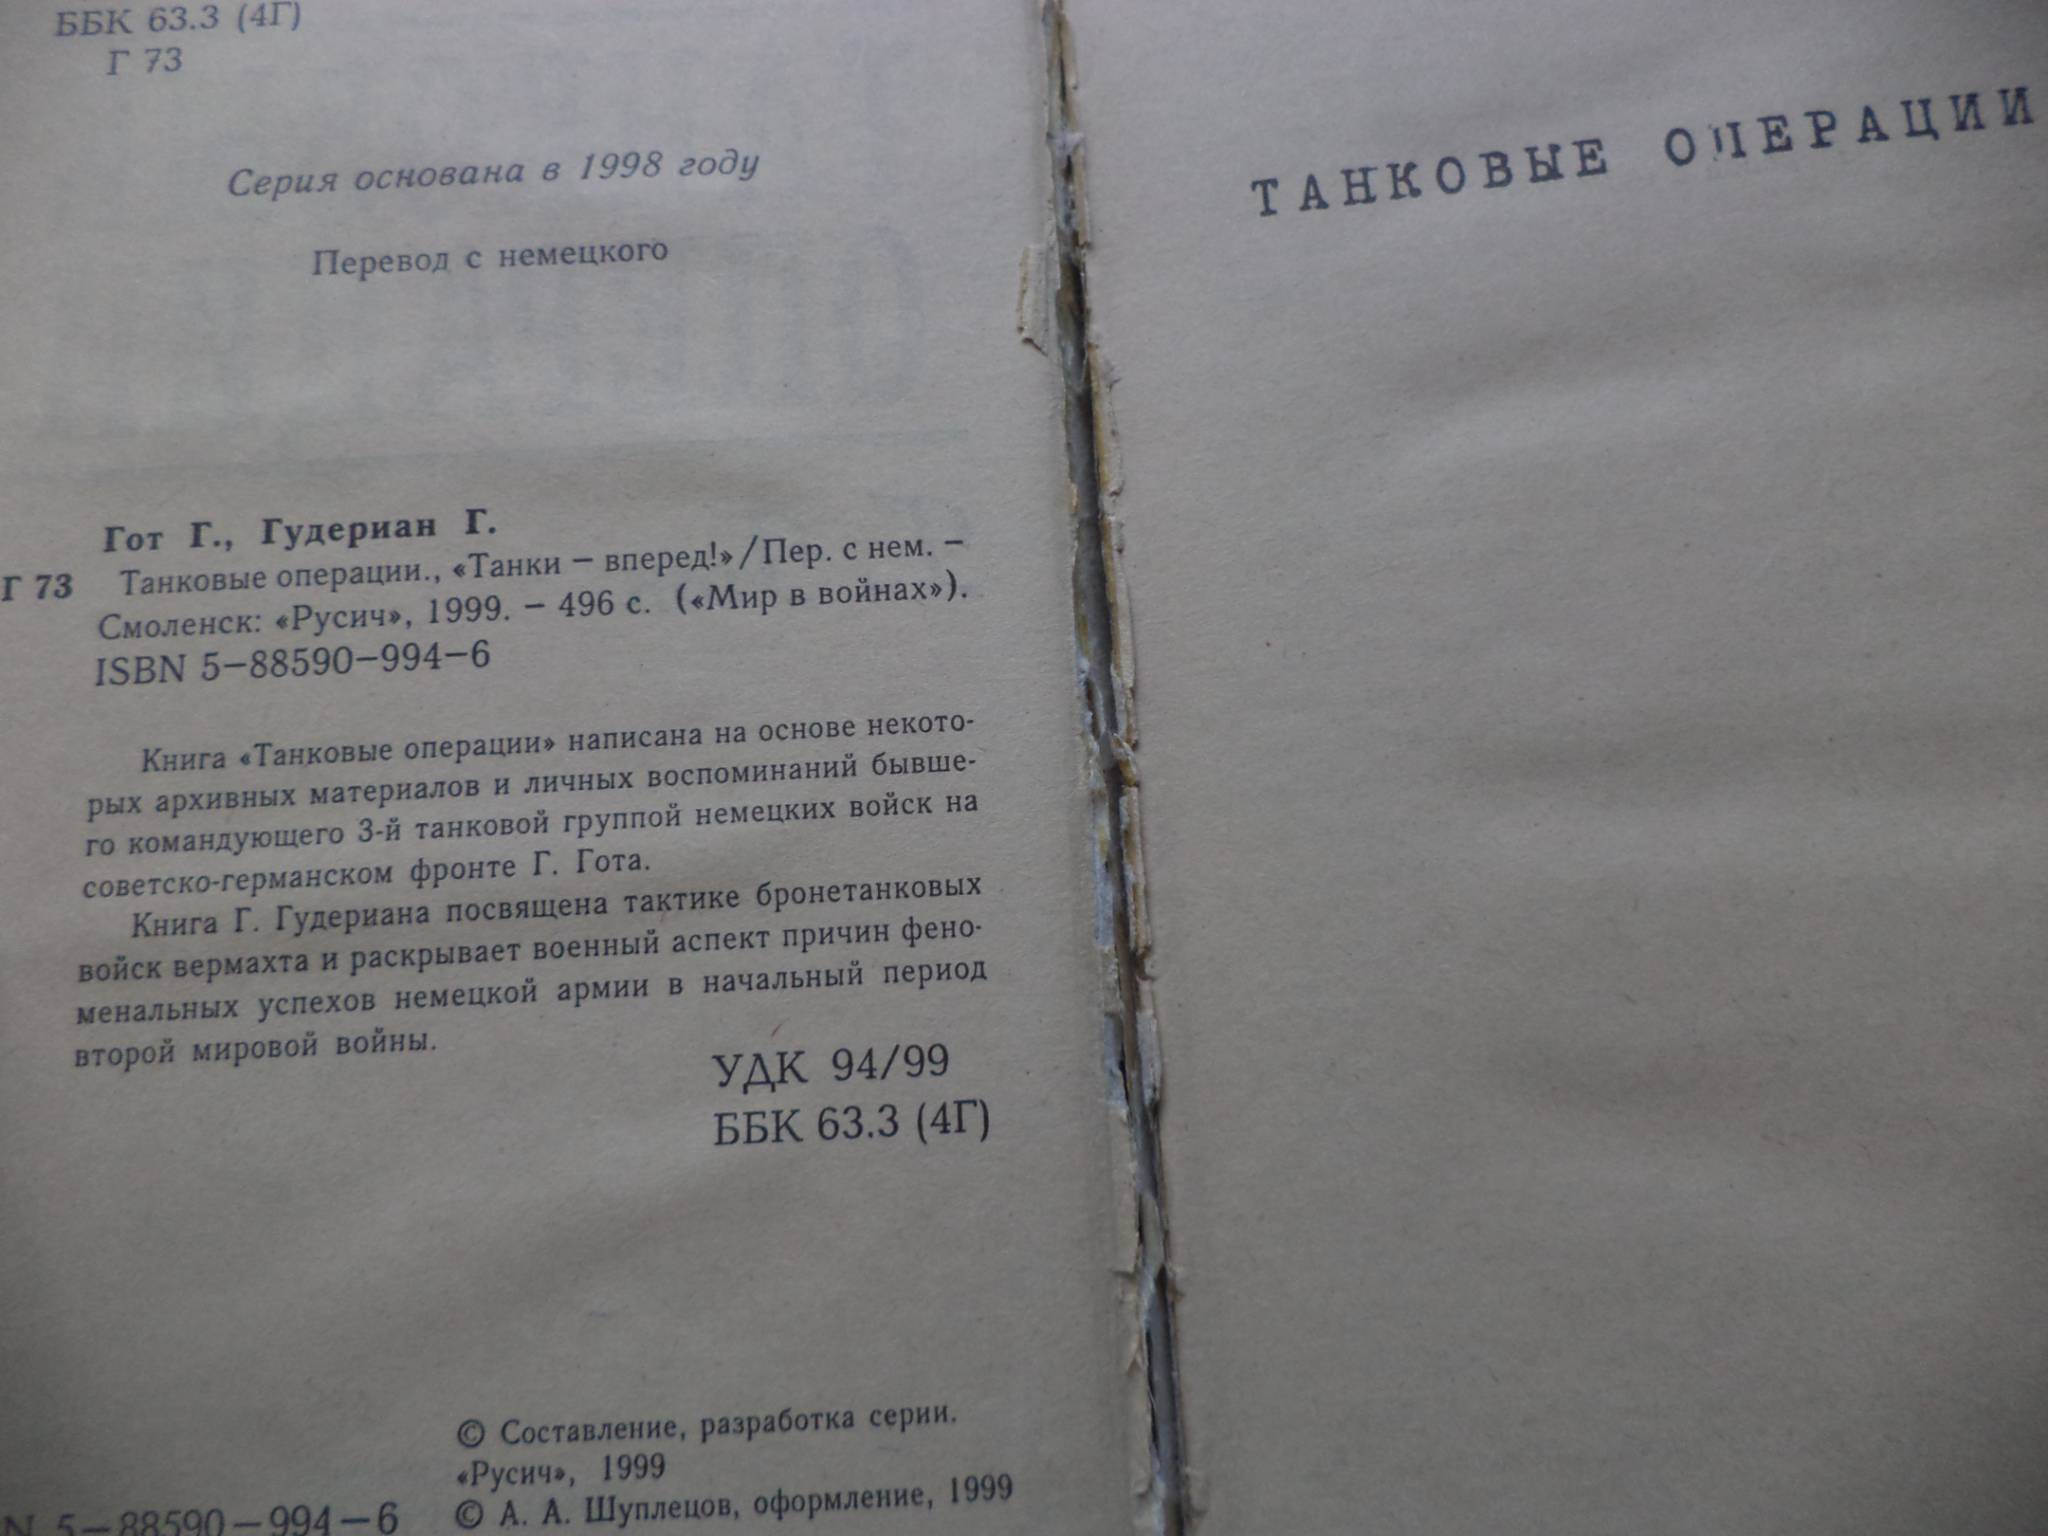 ББК 63.3 (4Г)
Г 73
Серия основана в 1998 году
Перевод с немецкого
Гот Г., Гудериан Г.
Г 73 Танковые операции., «Танки – вперед!»/Пер. с нем. –
Смоленск: «Русич», 1999. – 496 с. («Мир в войнах»).
ISBN 5–88590–994–6
Книга «Танковые операции» написана на основе некото-
рых архивных материалов и личных воспоминаний бывше-
го командующего 3-й танковой группой немецких войск на
советско-германском фронте Г. Гота.
Книга Г. Гудериана посвящена тактике бронетанковых
войск вермахта и раскрывает военный аспект причин фено-
менальных успехов немецкой армии в начальный период
второй мировой войны.
УДК 94/99
ББК 63.3 (4Г)
© Составление, разработка серии.
«Русич», 1999
N 5–88590–994–6 © А. А. Шуплецов, оформление, 1999
ТАНКОВЫЕ ОПЕРАЦИИ